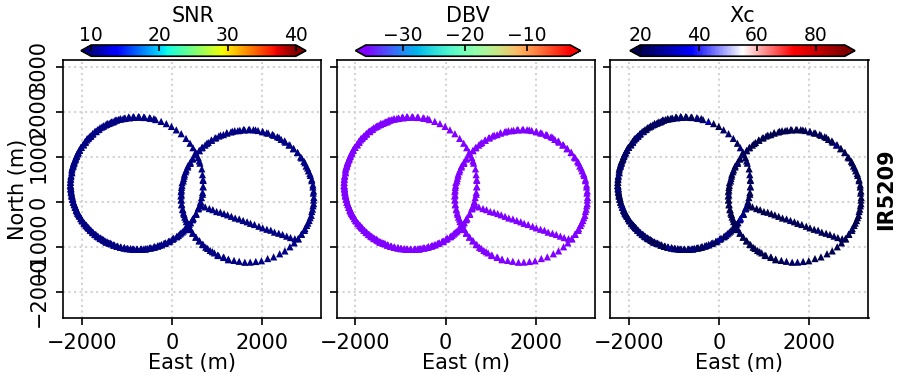 SNR DBV Xc
10 20 30 40 −30 −20 −10 20 40 60 80
3000
2000
1000
0
−1000
−2000
North (m)
IR5209
−2000 0 2000 −2000 0 2000 −2000 0 2000
East (m) East (m) East (m)